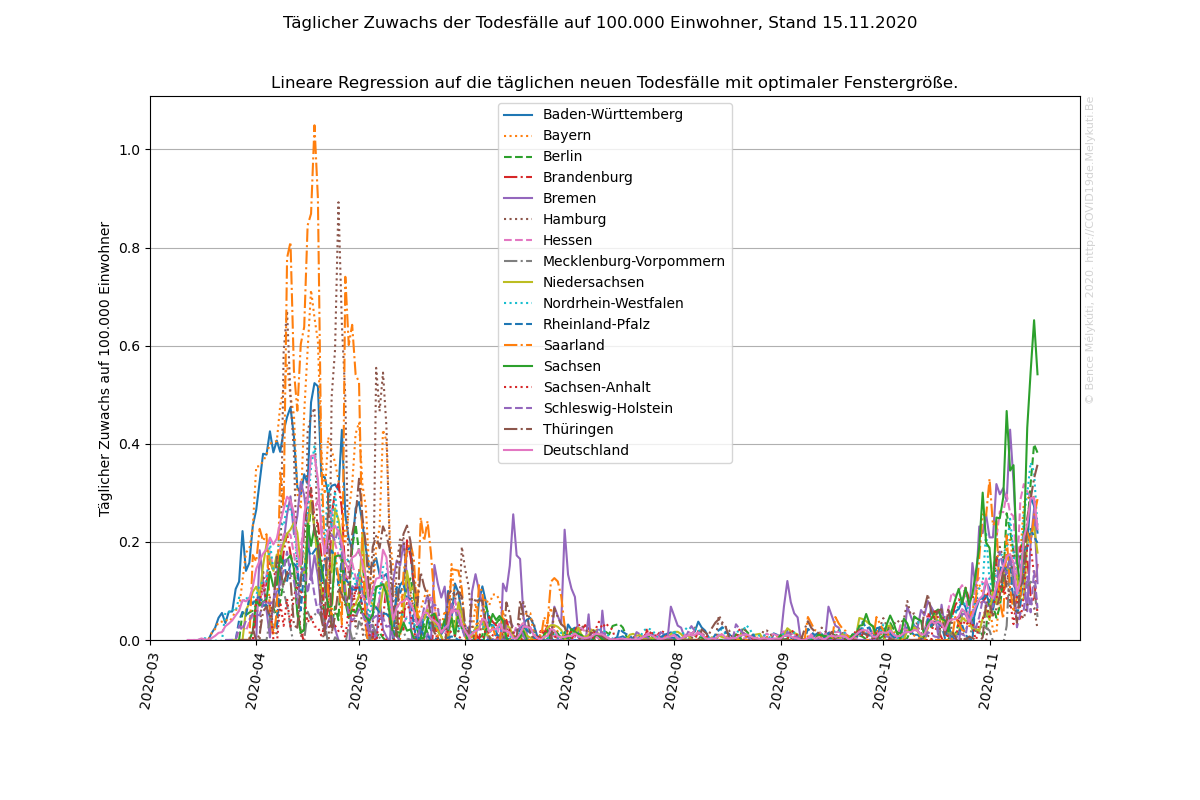 Täglicher Zuwachs der Todesfälle auf 100.000 Einwohner, Stand 15.11.2020
Lineare Regression auf die täglichen neuen Todesfälle mit optimaler Fenstergröße.
Täglicher Zuwachs auf 100.000 Einwohner
1.0
0.8
0.6
0.4
0.2
0.0
Baden-Württemberg
Bayern
Berlin
Brandenburg
Bremen
Hamburg
Hessen
Mecklenburg-Vorpommern
Niedersachsen
Nordrhein-Westfalen
Rheinland-Pfalz
Saarland
Sachsen
Sachsen-Anhalt
Schleswig-Holstein
Thüringen
Deutschland
2020-03
2020-04
2020-05
2020-06
2020-07
2020-08
2020-09
2020-10
2020-11
© Bence Mélykúti, 2020. http://COVID19de.Melykuti.Be